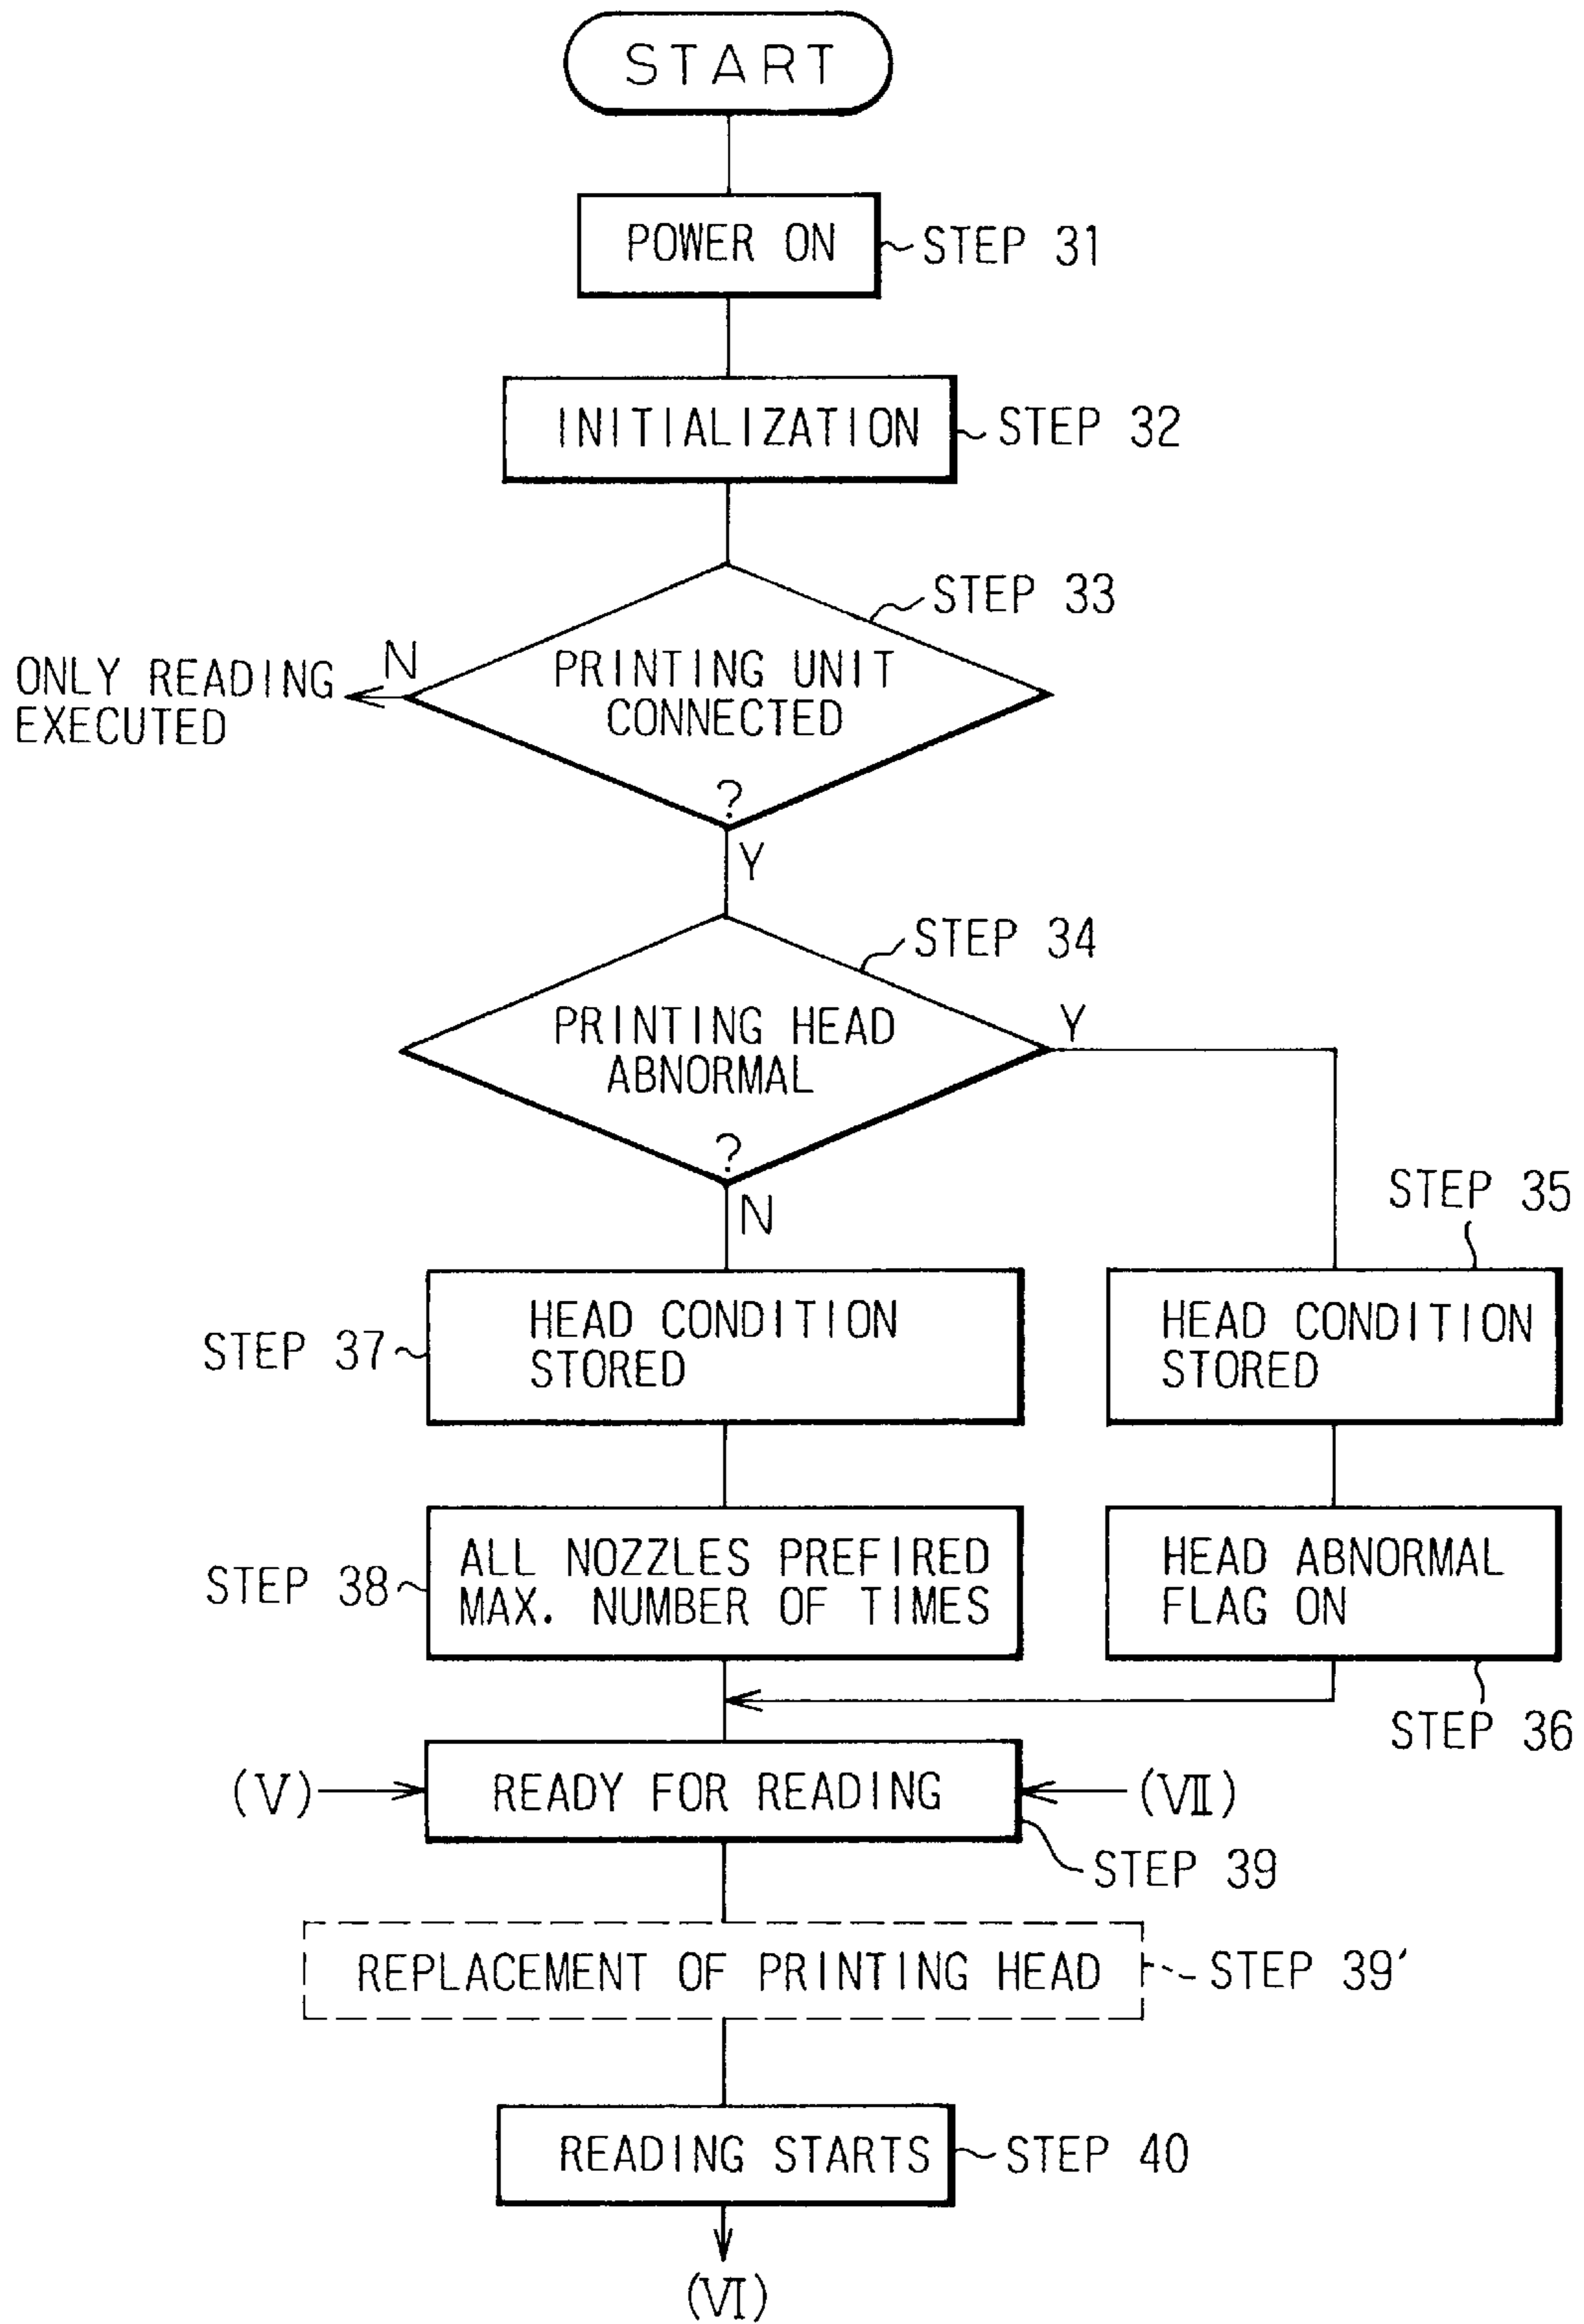 START
POWER ON
STEP 31
INITIALIZATION
STEP 32
STEP 33
PRINTING UNIT
CONNECTED
?
N
ONLY READING
EXECUTED
Y
STEP 34
PRINTING HEAD
ABNORMAL
?
Y
N
STEP 35
STEP 37
HEAD CONDITION
STORED
HEAD CONDITION
STORED
STEP 38
ALL NOZZLES PREFIRED
MAX. NUMBER OF TIMES
HEAD ABNORMAL
FLAG ON
STEP 36
(Ⅴ)
READY FOR READING
(Ⅶ)
STEP 39
REPLACEMENT OF PRINTING HEAD
STEP 39'
READING STARTS
STEP 40
(Ⅵ)